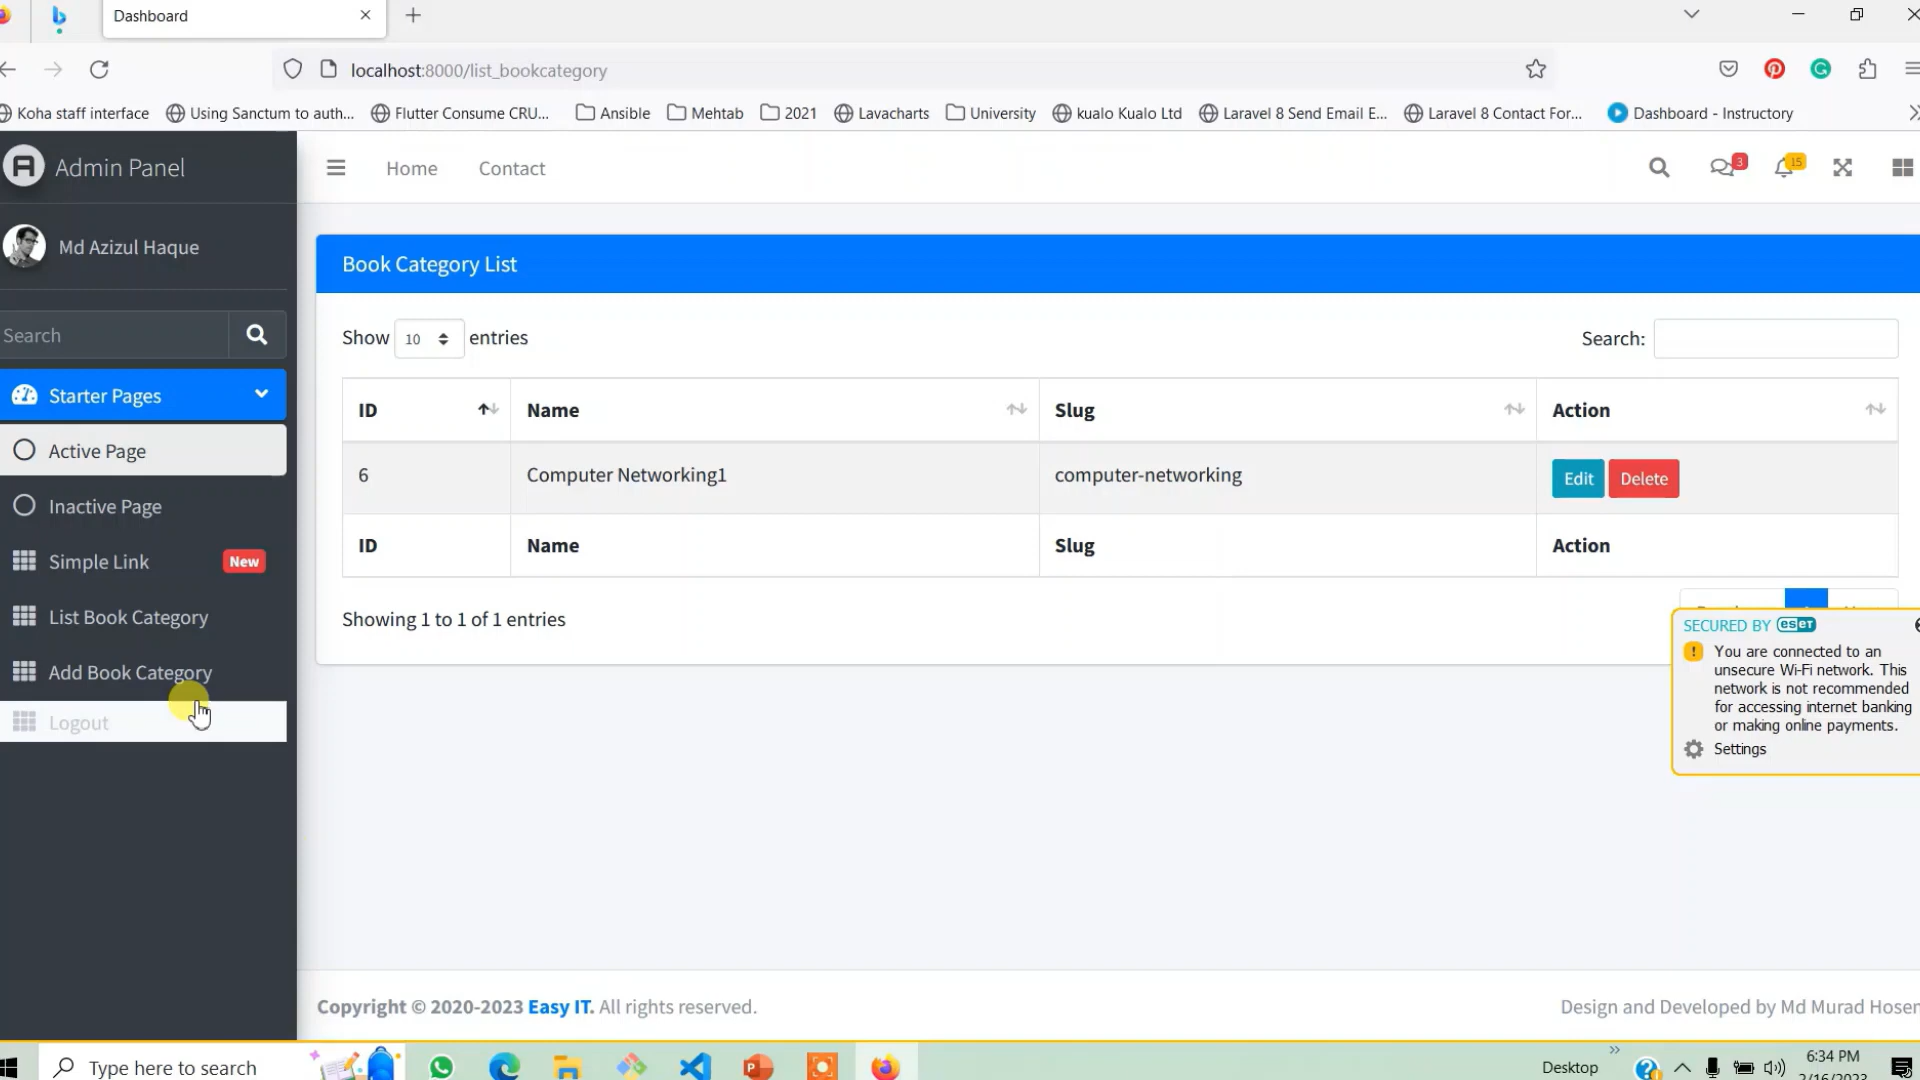 Dashboard
localhost:8000/list_bookcategory
Koha staff interface
Using Sanctum to auth...
Flutter Consume CRU...
Ansible
Mehtab
2021
Lavacharts
University
kualo Kualo Ltd
Laravel 8 Send Email E...
Laravel 8 Contact For...
Dashboard - Instructory
Admin Panel
Home
Contact
3
15
Md Azizul Haque
Book Category List
Search
Show 10 entries
Search:
Starter Pages
ID
Name
Slug
Action
Active Page
6
Computer Networking1
computer-networking
Edit
Delete
Inactive Page
ID
Name
Slug
Action
Simple Link
New
List Book Category
Showing 1 to 1 of 1 entries
SECURED BY eset
You are connected to an
unsecure Wi-Fi network. This
network is not recommended
for accessing internet banking
or making online payments.
Settings
Add Book Category
Logout
Copyright © 2020-2023 Easy IT. All rights reserved.
Design and Developed by Md Murad Hosen
Type here to search
Desktop
6:34 PM
2/16/2023